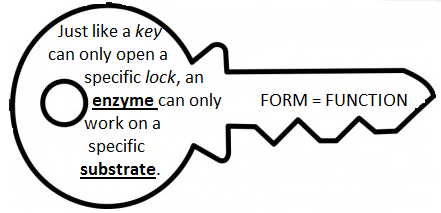 Just like a key
can only open a
specific lock, an
enzyme can only
work on a
specific
substrate.
FORM = FUNCTION